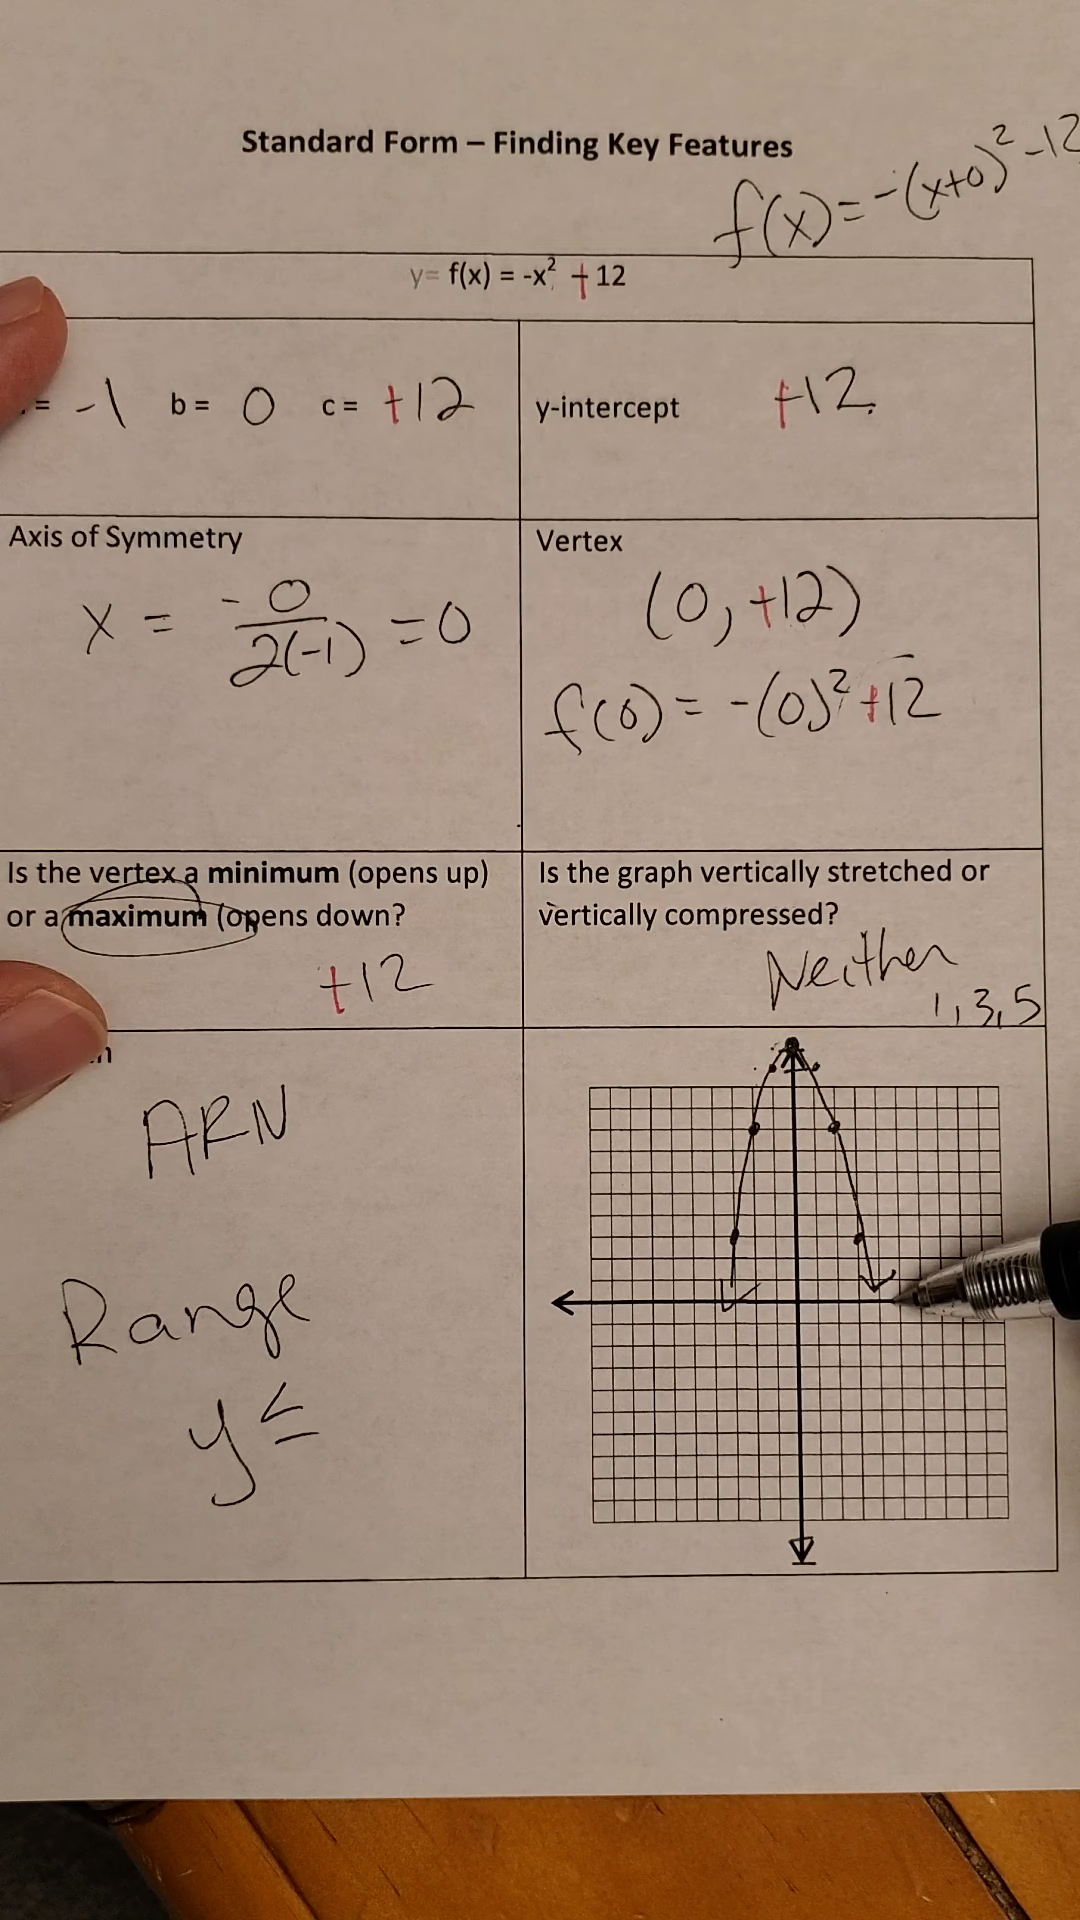 Standard Form – Finding Key Features
f(x) = -(x+0)² -12
y= f(x) = -x² + 12
= -1 b = 0 c = +12
y-intercept +12
Axis of Symmetry
x = -0/2(-1) = 0
Vertex
(0, +12)
f(0) = -(0)² +12
Is the vertex a minimum (opens up)
or a maximum (opens down?
+12
Is the graph vertically stretched or
vertically compressed?
Neither
1, 3, 5
ARN
Range
y ≤